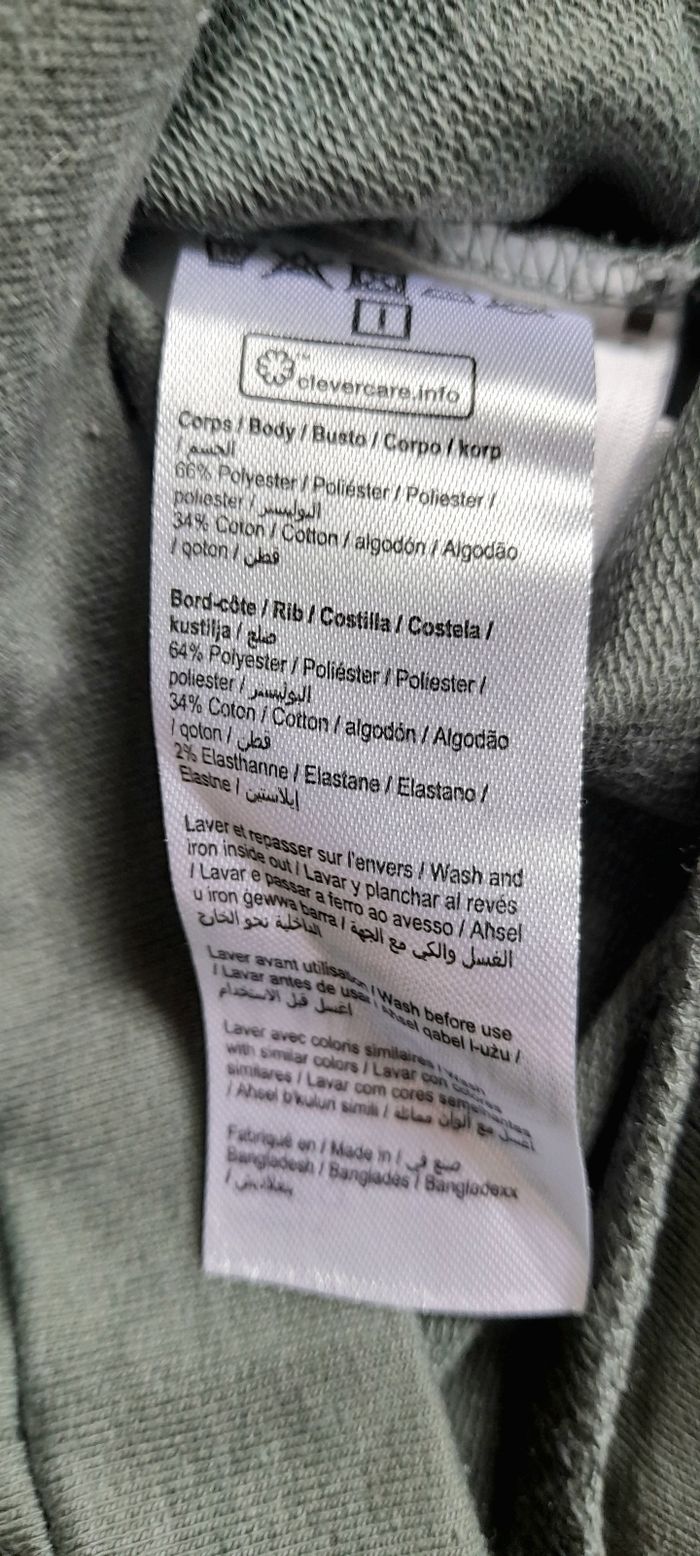 clevercare.info
Corps / Body / Busto / Corpo / korp
/ الجسم
66% Polyester / Poliéster / Poliester /
poliester / البوليستر
34% Coton / Cotton / algodón / Algodão
/ qoton / قطن
Bord-côte / Rib / Costilla / Costela /
kustilja / ضلع
64% Polyester / Poliéster / Poliester /
poliester / البوليستر
34% Coton / Cotton / algodón / Algodão
/ qoton / قطن
2% Elasthanne / Elastane / Elastano /
Elastne / إيلاستين
Laver et repasser sur l'envers / Wash and
iron inside out / Lavar y planchar al revés
/ Lavar e passar a ferro ao avesso / Aħsel
u iron ġewwa barra / الغسل والكي مع الجهة
الداخلية نحو الخارج
Laver avant utilisation / Wash before use
/ Lavar antes de usar / Aħsel qabel l-użu /
اغسل قبل الاستخدام
Laver avec coloris similaires / Wash
with similar colors / Lavar con colores
similares / Lavar com cores semelhantes
/ Aħsel b'kuluri simili / اغسل مع ألوان مماثلة
Fabriqué en / Made in / صنع في
Bangladesh / Bangladés / Bangladexx
/ بنغلاديش